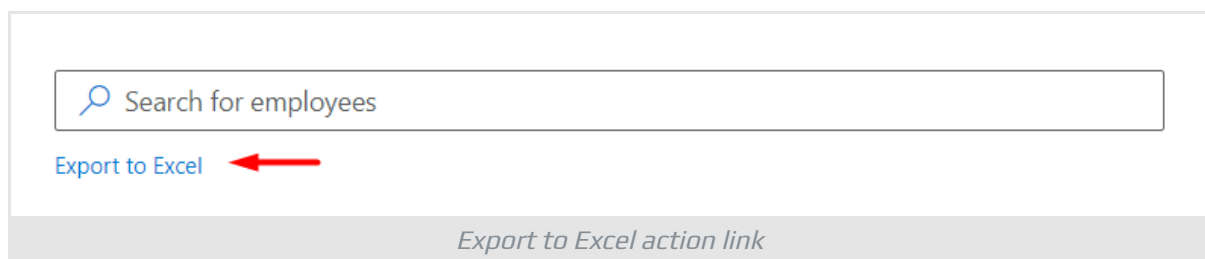 Search for employees
Export to Excel
Export to Excel action link